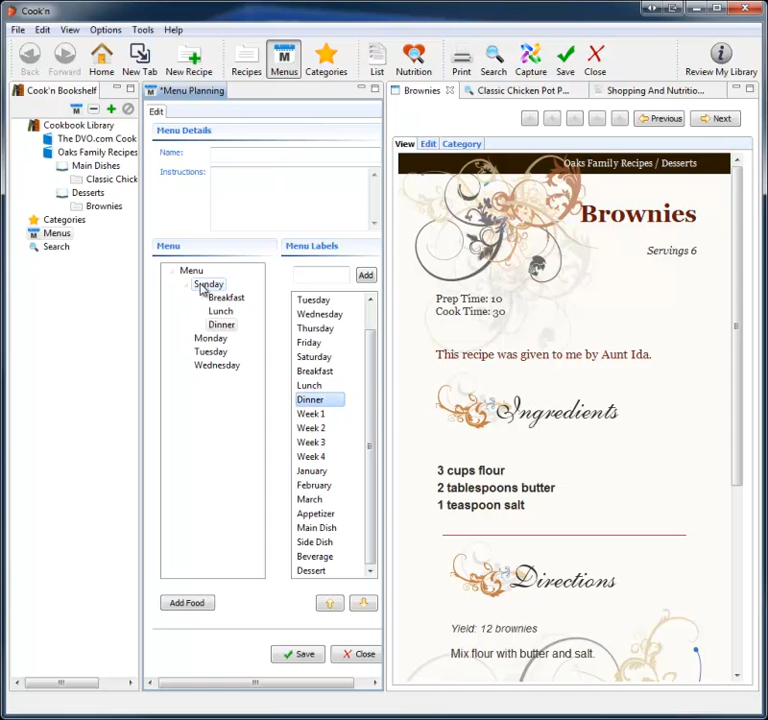 Cook'n
File Edit View Options Tools Help
Back Forward Home New Tab New Recipe Recipes Menus Categories List Nutrition Print Search Capture Save Close Review My Library
Cook'n Bookshelf
Cookbook Library
The DVO.com Cook
Oaks Family Recipes
Main Dishes
Classic Chick
Desserts
Brownies
Categories
Menus
Search
*Menu Planning
Edit
Menu Details
Name:
Instructions:
Menu
Menu
Sunday
Breakfast
Lunch
Dinner
Monday
Tuesday
Wednesday
Add Food
Menu Labels
Add
Tuesday
Wednesday
Thursday
Friday
Saturday
Breakfast
Lunch
Dinner
Week 1
Week 2
Week 3
Week 4
January
February
March
Appetizer
Main Dish
Side Dish
Beverage
Dessert
Save Close
Brownies Classic Chicken Pot P... Shopping And Nutritio...
Previous Next
View Edit Category
Oaks Family Recipes / Desserts
Brownies
Servings 6
Prep Time: 10
Cook Time: 30
This recipe was given to me by Aunt Ida.
Ingredients
3 cups flour
2 tablespoons butter
1 teaspoon salt
Directions
Yield: 12 brownies
Mix flour with butter and salt.